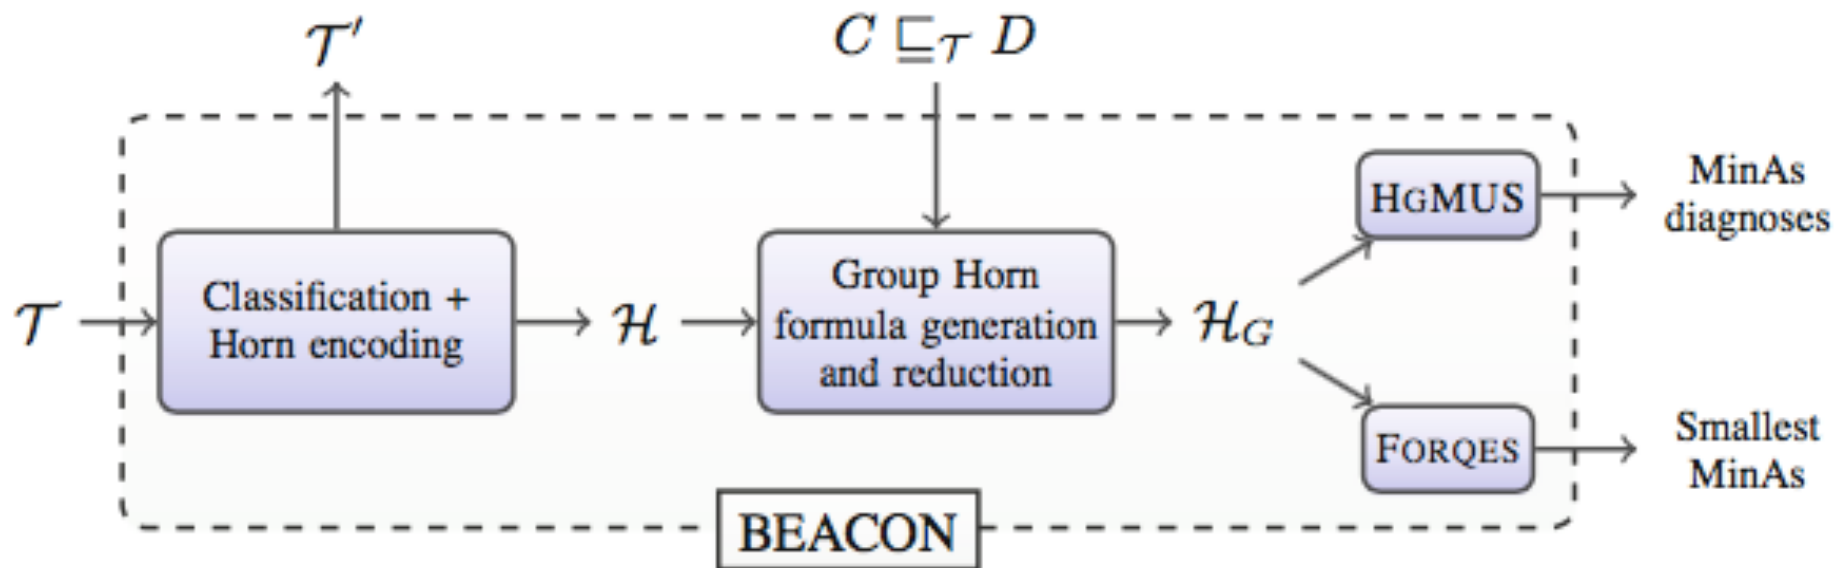 𝒯′
C ⊑_𝒯 D
MinAs
diagnoses
HGMUS
Classification +
Horn encoding
Group Horn
formula generation
and reduction
𝒯
ℋ
ℋ_G
FORQES
Smallest
MinAs
BEACON